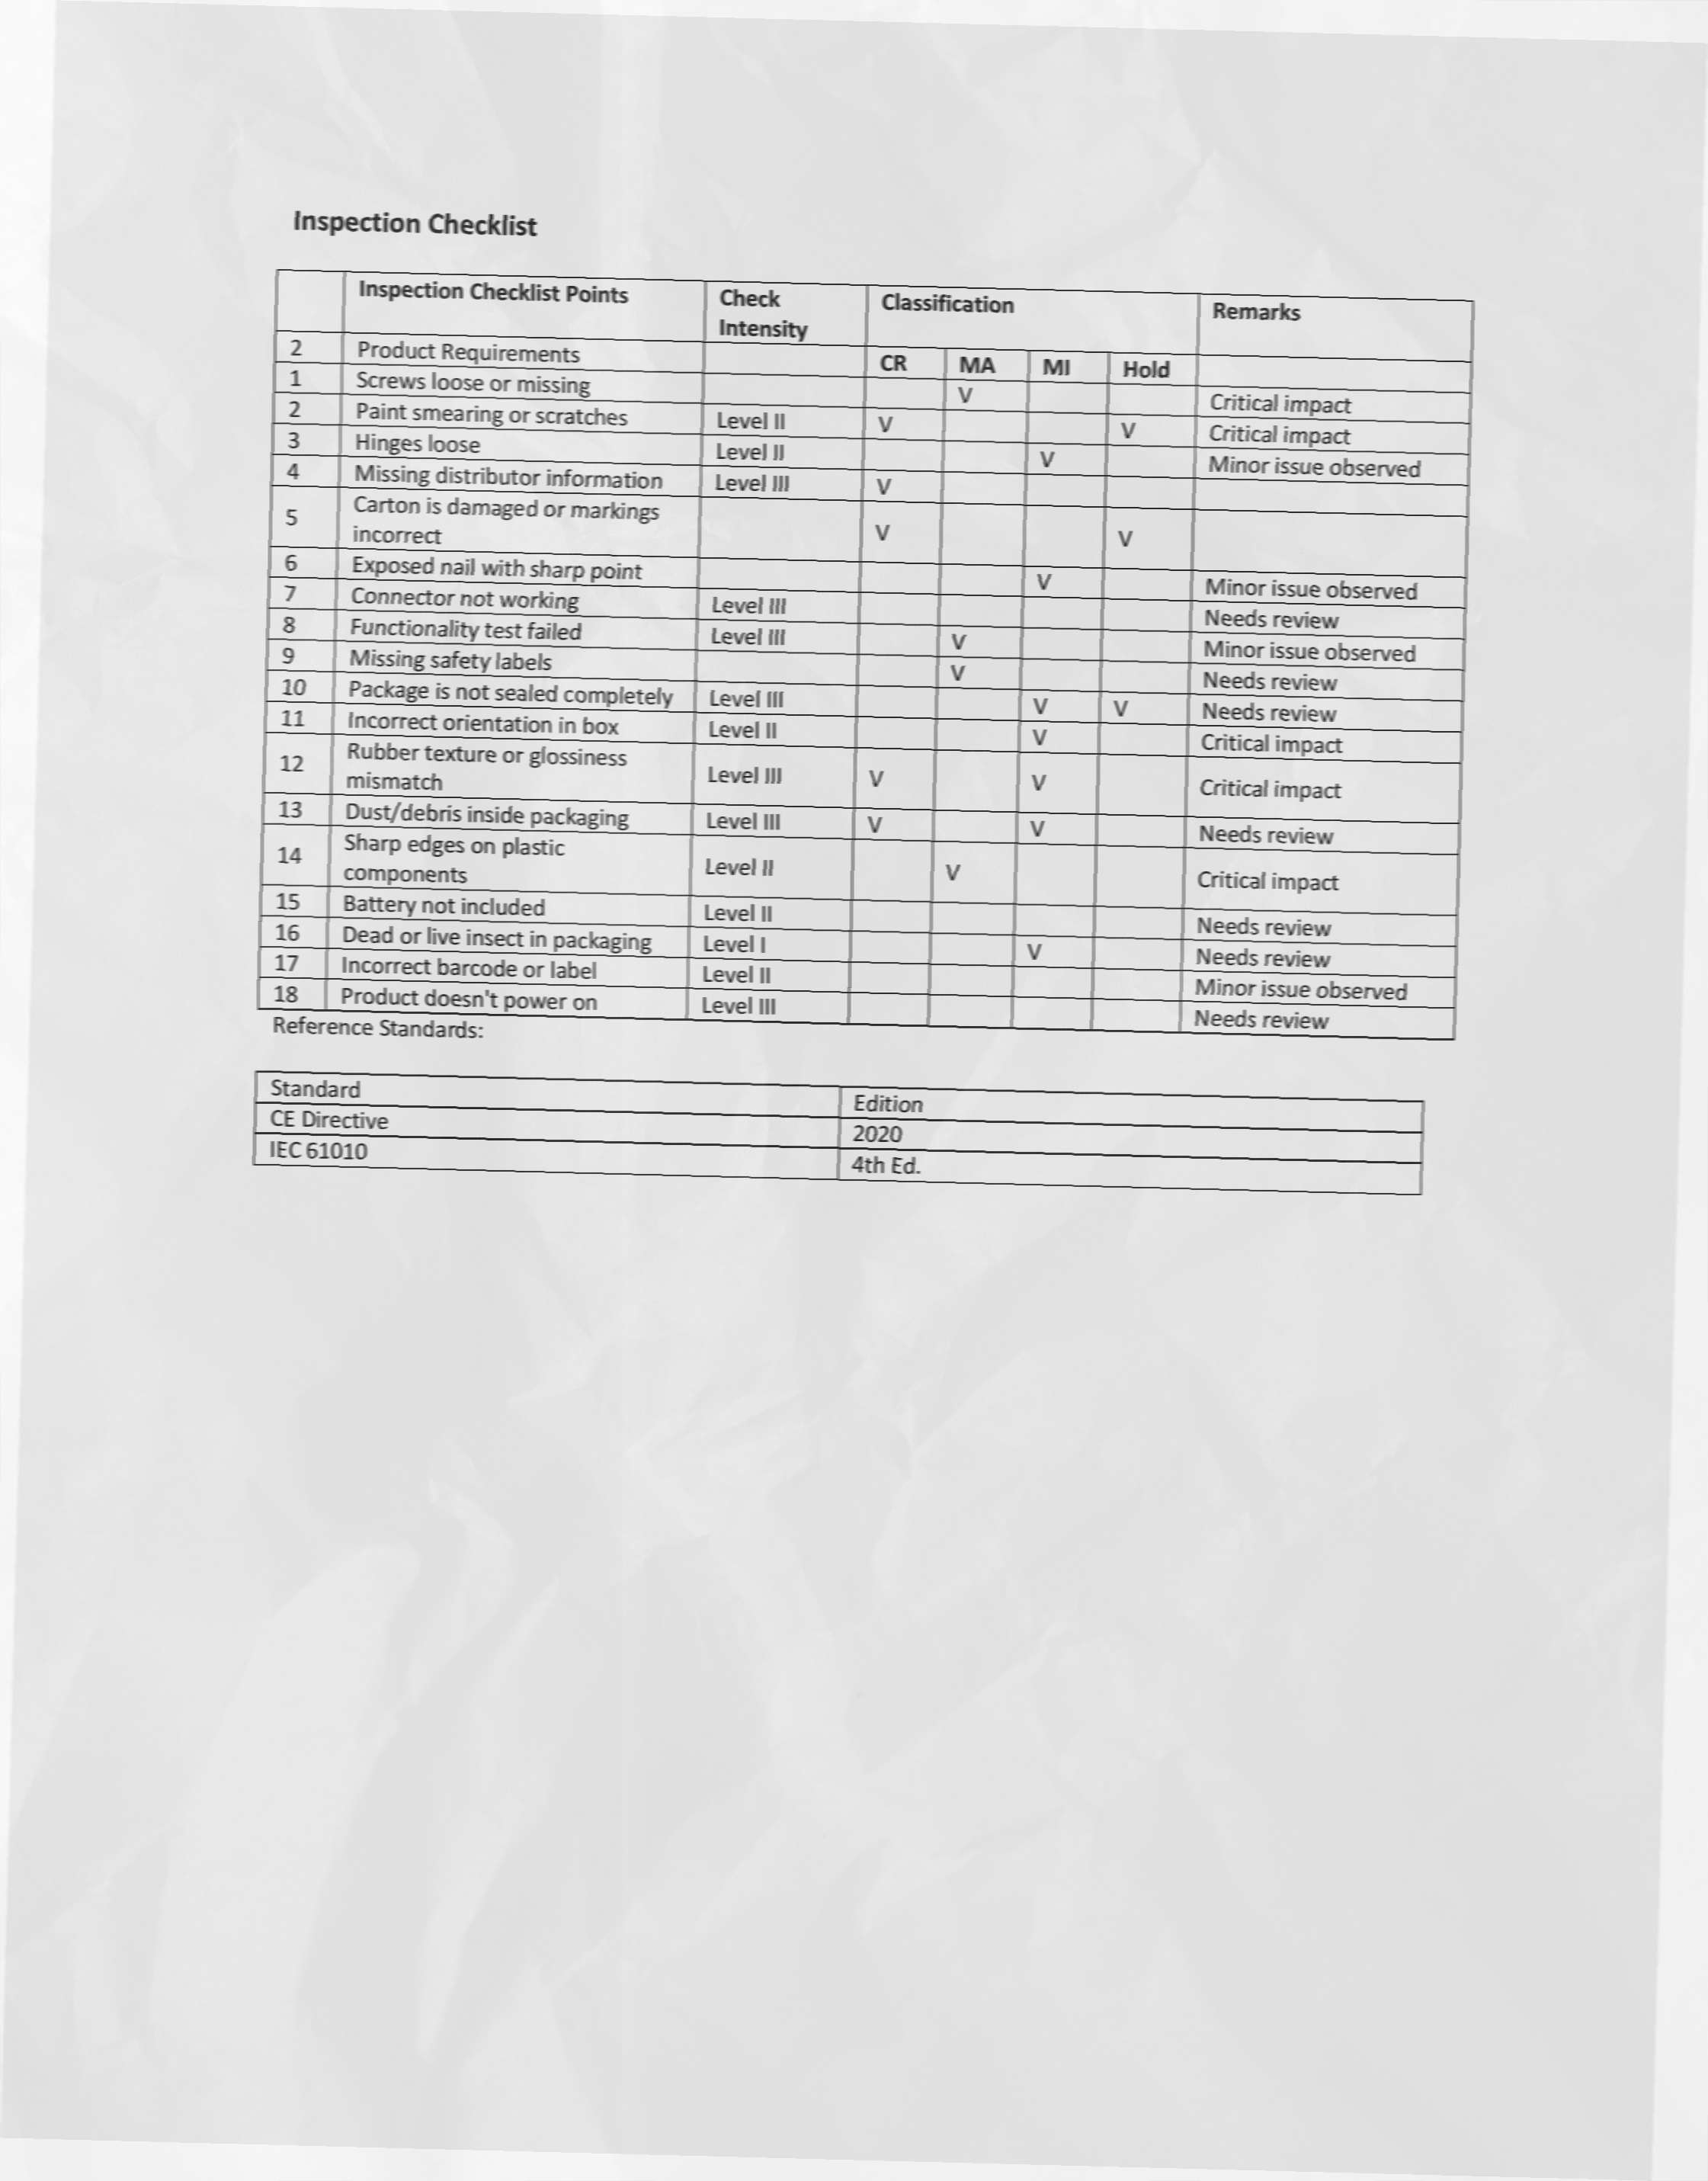 Inspection Checklist
Inspection Checklist Points Check Intensity Classification Remarks
2 Product Requirements CR MA MI Hold
1 Screws loose or missing V Critical impact
2 Paint smearing or scratches Level II V V Critical impact
3 Hinges loose Level II V Minor issue observed
4 Missing distributor information Level III V
5 Carton is damaged or markings incorrect V V
6 Exposed nail with sharp point V Minor issue observed
7 Connector not working Level III Needs review
8 Functionality test failed Level III V Minor issue observed
9 Missing safety labels V Needs review
10 Package is not sealed completely Level III V V Needs review
11 Incorrect orientation in box Level II V Critical impact
12 Rubber texture or glossiness mismatch Level III V V Critical impact
13 Dust/debris inside packaging Level III V V Needs review
14 Sharp edges on plastic components Level II V Critical impact
15 Battery not included Level II Needs review
16 Dead or live insect in packaging Level I V Needs review
17 Incorrect barcode or label Level II Minor issue observed
18 Product doesn't power on Level III Needs review
Reference Standards:
Standard Edition
CE Directive 2020
IEC 61010 4th Ed.